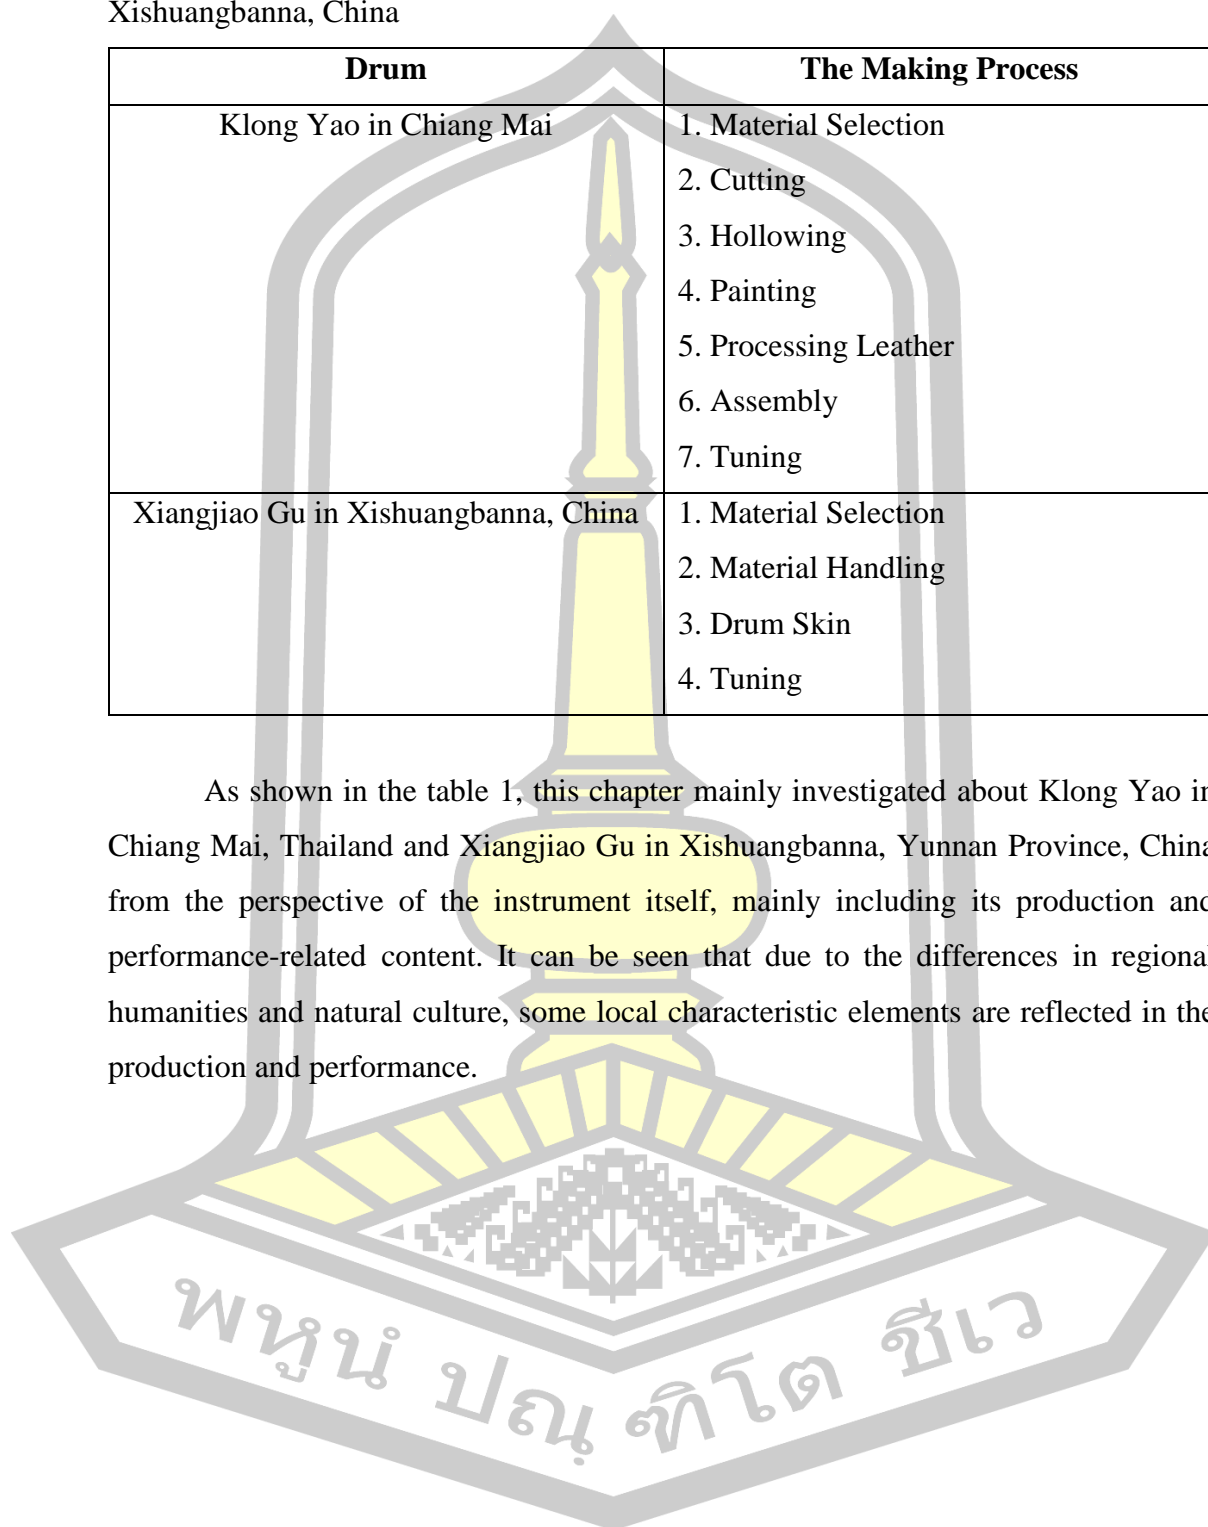 Xishuangbanna, China
Drum The Making Process
Klong Yao in Chiang Mai 1. Material Selection
2. Cutting
3. Hollowing
4. Painting
5. Processing Leather
6. Assembly
7. Tuning
Xiangjiao Gu in Xishuangbanna, China 1. Material Selection
2. Material Handling
3. Drum Skin
4. Tuning
As shown in the table 1, this chapter mainly investigated about Klong Yao in
Chiang Mai, Thailand and Xiangjiao Gu in Xishuangbanna, Yunnan Province, China
from the perspective of the instrument itself, mainly including its production and
performance-related content. It can be seen that due to the differences in regional
humanities and natural culture, some local characteristic elements are reflected in the
production and performance.
พหูนํ ปณฺฑิโต ชีเว